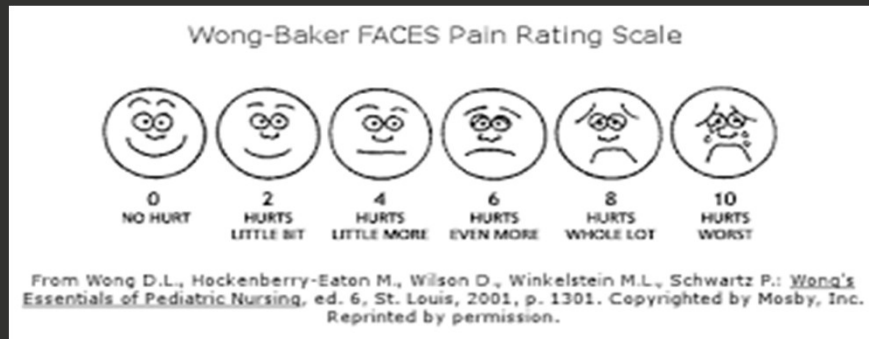 Wong-Baker FACES Pain Rating Scale
0 2 4 6 8 10
NO HURT HURTS HURTS HURTS HURTS HURTS
LITTLE BIT LITTLE MORE EVEN MORE WHOLE LOT WORST
From Wong D.L., Hockenberry-Eaton M., Wilson D., Winkelstein M.L., Schwartz P.: Wong's
Essentials of Pediatric Nursing, ed. 6, St. Louis, 2001, p. 1301. Copyrighted by Mosby, Inc.
Reprinted by permission.